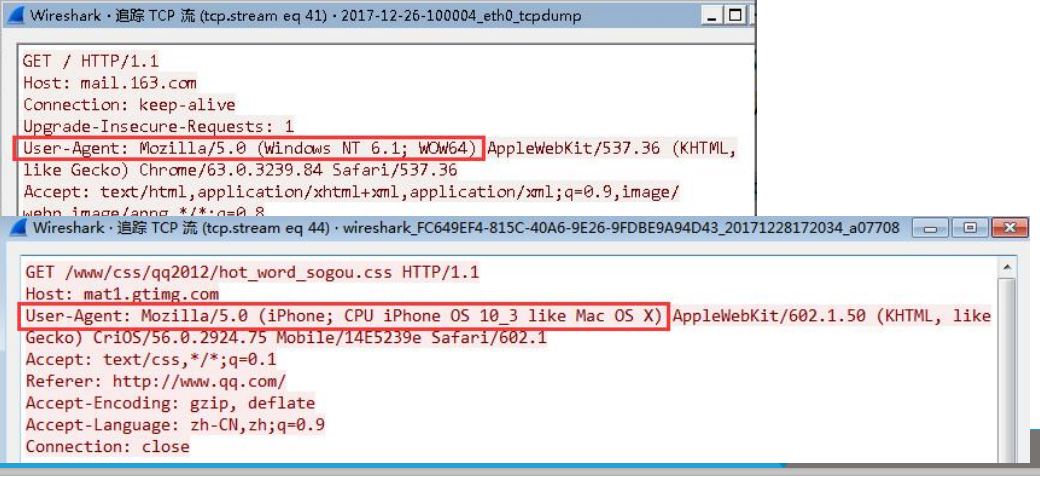 Wireshark · 追踪 TCP 流 (tcp.stream eq 41) · 2017-12-26-100004_eth0_tcpdump
GET / HTTP/1.1
Host: mail.163.com
Connection: keep-alive
Upgrade-Insecure-Requests: 1
User-Agent: Mozilla/5.0 (Windows NT 6.1; WOW64) AppleWebKit/537.36 (KHTML,
like Gecko) Chrome/63.0.3239.84 Safari/537.36
Accept: text/html,application/xhtml+xml,application/xml;q=0.9,image/
webp,image/apng,*/*;q=0.8
Wireshark · 追踪 TCP 流 (tcp.stream eq 44) · wireshark_FC649EF4-815C-40A6-9E26-9FDBE9A94D43_20171228172034_a07708
GET /www/css/qq2012/hot_word_sogou.css HTTP/1.1
Host: mat1.gtimg.com
User-Agent: Mozilla/5.0 (iPhone; CPU iPhone OS 10_3 like Mac OS X) AppleWebKit/602.1.50 (KHTML, like
Gecko) CriOS/56.0.2924.75 Mobile/14E5239e Safari/602.1
Accept: text/css,*/*;q=0.1
Referer: http://www.qq.com/
Accept-Encoding: gzip, deflate
Accept-Language: zh-CN,zh;q=0.9
Connection: close